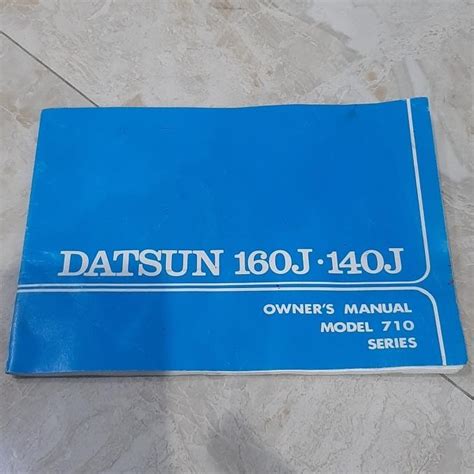 DATSUN 160J·140J
OWNER'S MANUAL
MODEL 710
SERIES